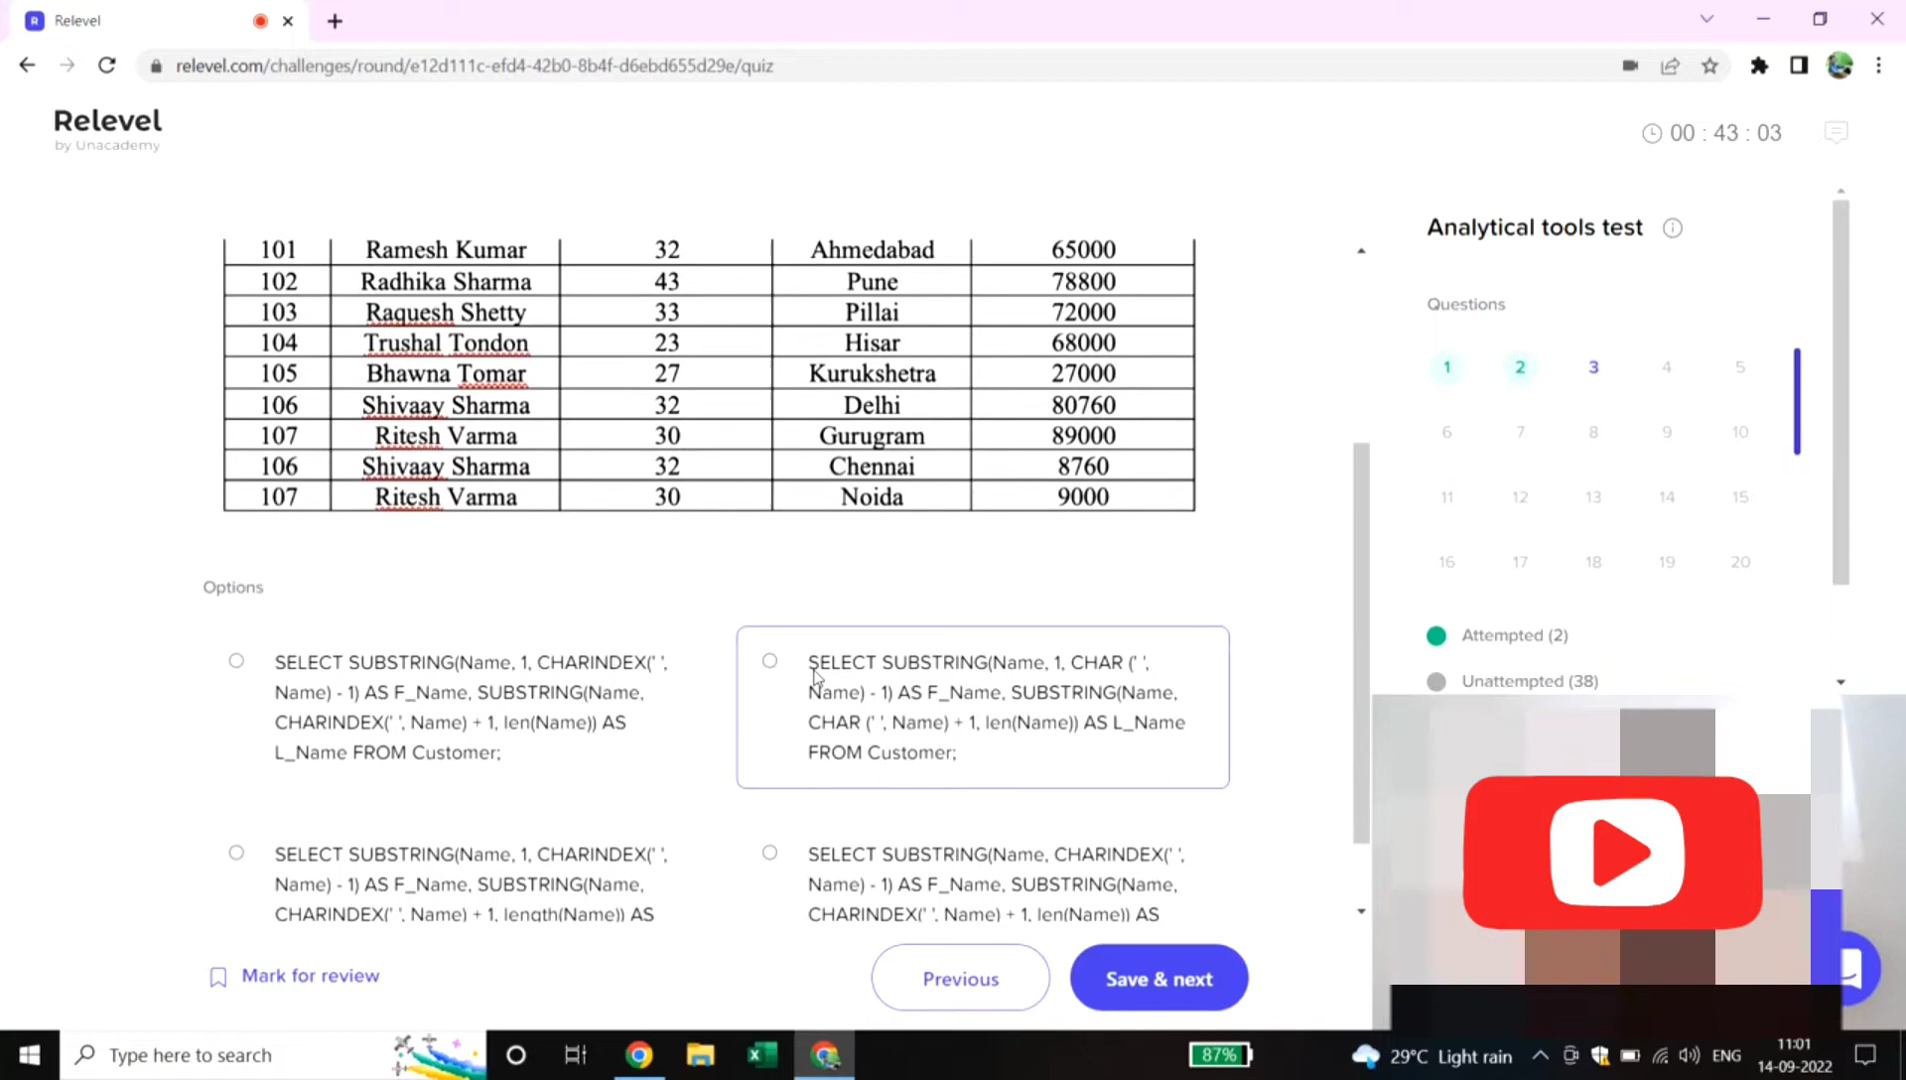 Relevel
relevel.com/challenges/round/e12d111c-efd4-42b0-8b4f-d6ebd655d29e/quiz
Relevel
by Unacademy
00 : 43 : 03
101 Ramesh Kumar 32 Ahmedabad 65000
102 Radhika Sharma 43 Pune 78800
103 Raquesh Shetty 33 Pillai 72000
104 Trushal Tondon 23 Hisar 68000
105 Bhawna Tomar 27 Kurukshetra 27000
106 Shivaay Sharma 32 Delhi 80760
107 Ritesh Varma 30 Gurugram 89000
106 Shivaay Sharma 32 Chennai 8760
107 Ritesh Varma 30 Noida 9000
Options
SELECT SUBSTRING(Name, 1, CHARINDEX(' ',
Name) - 1) AS F_Name, SUBSTRING(Name,
CHARINDEX(' ', Name) + 1, len(Name)) AS
L_Name FROM Customer;
SELECT SUBSTRING(Name, 1, CHAR (' ',
Name) - 1) AS F_Name, SUBSTRING(Name,
CHAR (' ', Name) + 1, len(Name)) AS L_Name
FROM Customer;
SELECT SUBSTRING(Name, 1, CHARINDEX(' ',
Name) - 1) AS F_Name, SUBSTRING(Name,
CHARINDEX(' ', Name) + 1, length(Name)) AS
SELECT SUBSTRING(Name, CHARINDEX(' ',
Name) - 1) AS F_Name, SUBSTRING(Name,
CHARINDEX(' ', Name) + 1, len(Name)) AS
Mark for review
Previous
Save & next
Analytical tools test
Questions
1 2 3 4 5
6 7 8 9 10
11 12 13 14 15
16 17 18 19 20
Attempted (2)
Unattempted (38)
Type here to search
87%
29°C Light rain
ENG
11:01
14-09-2022